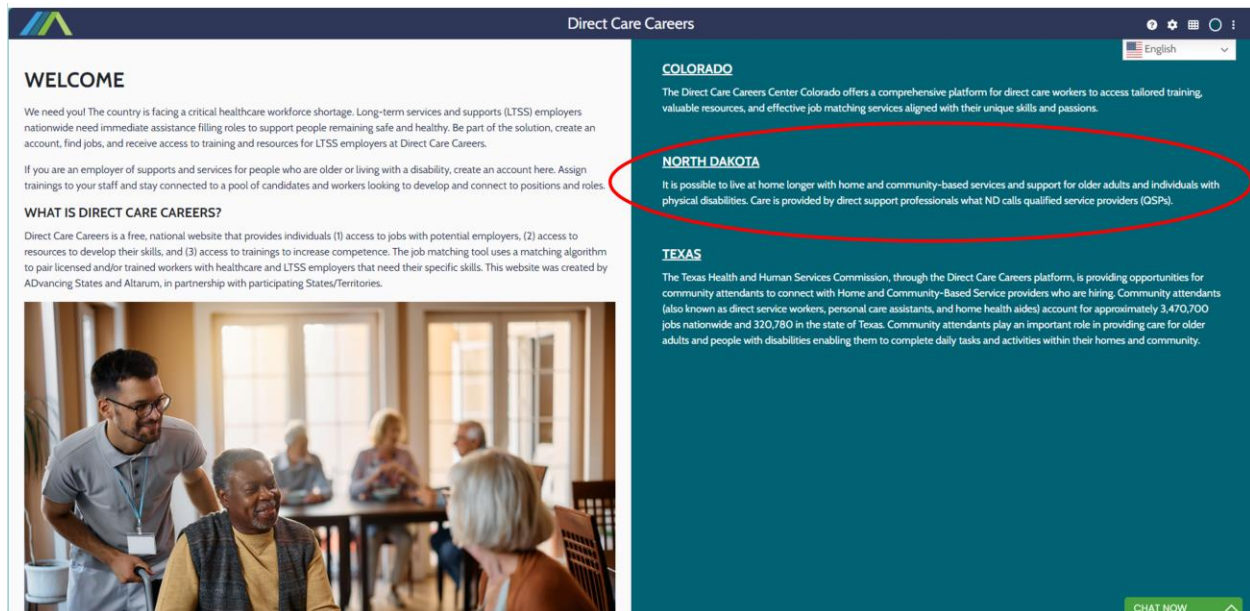 Direct Care Careers
English
WELCOME
We need you! The country is facing a critical healthcare workforce shortage. Long-term services and supports (LTSS) employers
nationwide need immediate assistance filling roles to support people remaining safe and healthy. Be part of the solution, create an
account, find jobs, and receive access to training and resources for LTSS employers at Direct Care Careers.
If you are an employer of supports and services for people who are older or living with a disability, create an account here. Assign
trainings to your staff and stay connected to a pool of candidates and workers looking to develop and connect to positions and roles.
WHAT IS DIRECT CARE CAREERS?
Direct Care Careers is a free, national website that provides individuals (1) access to jobs with potential employers, (2) access to
resources to develop their skills, and (3) access to trainings to increase competence. The job matching tool uses a matching algorithm
to pair licensed and/or trained workers with healthcare and LTSS employers that need their specific skills. This website was created by
ADvancing States and Altarum, in partnership with participating States/Territories.
COLORADO
The Direct Care Careers Center Colorado offers a comprehensive platform for direct care workers to access tailored training,
valuable resources, and effective job matching services aligned with their unique skills and passions.
NORTH DAKOTA
It is possible to live at home longer with home and community-based services and support for older adults and individuals with
physical disabilities. Care is provided by direct support professionals what ND calls qualified service providers (QSPs).
TEXAS
The Texas Health and Human Services Commission, through the Direct Care Careers platform, is providing opportunities for
community attendants to connect with Home and Community-Based Service providers who are hiring. Community attendants
(also known as direct service workers, personal care assistants, and home health aides) account for approximately 3,470,700
jobs nationwide and 320,780 in the state of Texas. Community attendants play an important role in providing care for older
adults and people with disabilities enabling them to complete daily tasks and activities within their homes and community.
CHAT NOW